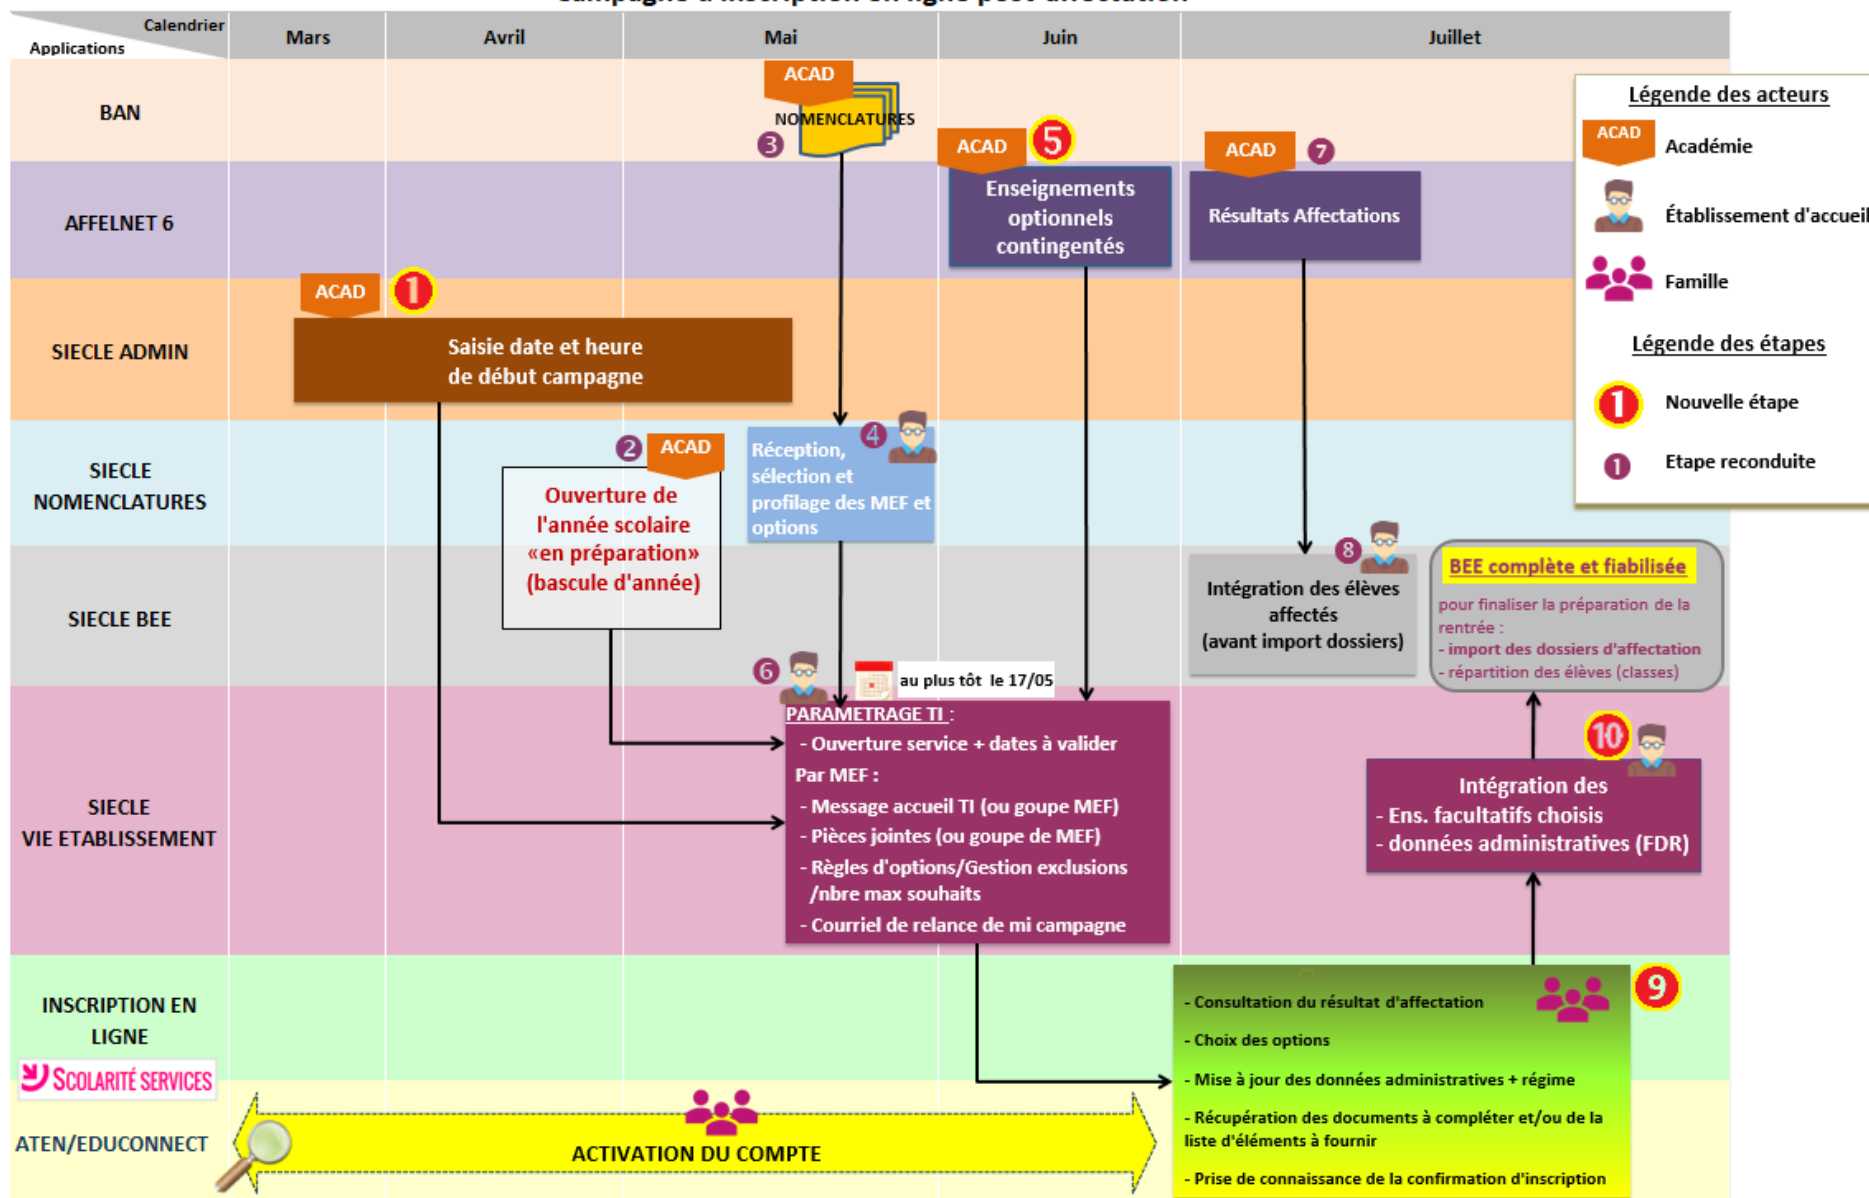 Campagne d'inscription en ligne post-affectation
Calendrier
Applications
Mars
Avril
Mai
Juin
Juillet
BAN
ACAD
NOMENCLATURES
3
ACAD
5
ACAD
7
AFFELNET 6
Enseignements
optionnels
contingentés
Résultats Affectations
SIECLE ADMIN
ACAD
1
Saisie date et heure
de début campagne
SIECLE
NOMENCLATURES
2
ACAD
Ouverture de
l'année scolaire
«en préparation»
(bascule d'année)
4
Réception,
sélection et
profilage des MEF et
options
SIECLE BEE
8
Intégration des élèves
affectés
(avant import dossiers)
BEE complète et fiabilisée
pour finaliser la préparation de la
rentrée :
- import des dossiers d'affectation
- répartition des élèves (classes)
6
au plus tôt le 17/05
SIECLE
VIE ETABLISSEMENT
PARAMETRAGE TI :
- Ouverture service + dates à valider
Par MEF :
- Message accueil TI (ou goupe MEF)
- Pièces jointes (ou goupe de MEF)
- Règles d'options/Gestion exclusions
/nbre max souhaits
- Courriel de relance de mi campagne
10
Intégration des
- Ens. facultatifs choisis
- données administratives (FDR)
INSCRIPTION EN
LIGNE
SCOLARITÉ SERVICES
9
- Consultation du résultat d'affectation
- Choix des options
- Mise à jour des données administratives + régime
- Récupération des documents à compléter et/ou de la
liste d'éléments à fournir
- Prise de connaissance de la confirmation d'inscription
ATEN/EDUCONNECT
ACTIVATION DU COMPTE
Légende des acteurs
ACAD
Académie
Établissement d'accueil
Famille
Légende des étapes
1
Nouvelle étape
1
Etape reconduite